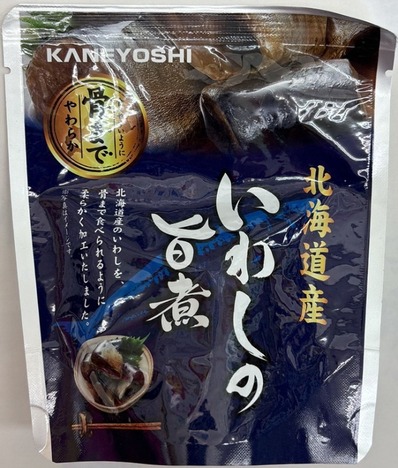 KANEYOSHI
骨まで
やわらか
北海道産
いわしの
旨煮
北海道産のいわしを、
骨まで食べられるように
柔らかく加工いたしました。